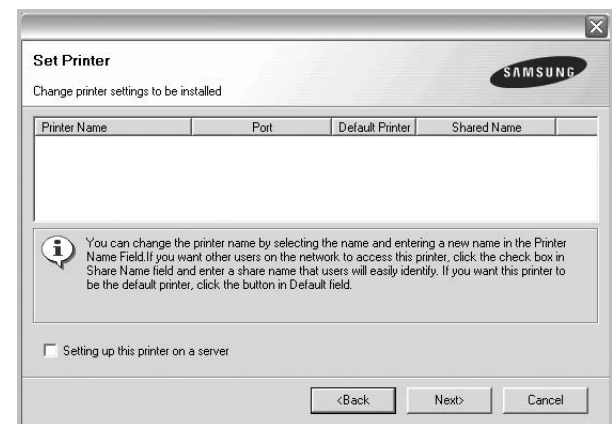 Set Printer
SAMSUNG
Change printer settings to be installed
Printer Name Port Default Printer Shared Name
You can change the printer name by selecting the name and entering a new name in the Printer
Name Field.If you want other users on the network to access this printer, click the check box in
Share Name field and enter a share name that users will easily identify. If you want this printer to
be the default printer, click the button in Default field.
Setting up this printer on a server
<Back Next> Cancel